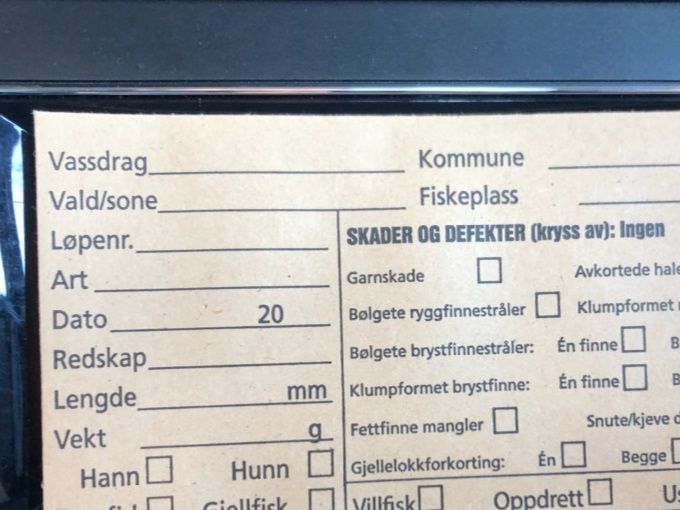 Vassdrag Kommune
Vald/sone Fiskeplass
Løpenr.
Art
Dato 20
Redskap
Lengde mm
Vekt g
Hann Hunn
Gjellfisk
SKADER OG DEFEKTER (kryss av): Ingen
Garnskade Avkortede hale
Bølgete ryggfinnestråler Klumpformet
Bølgete brystfinnestråler: Én finne B
Klumpformet brystfinne: Én finne B
Fettfinne mangler Snute/kjeve d
Gjellelokkforkorting: Én Begge
Villfisk Oppdrett